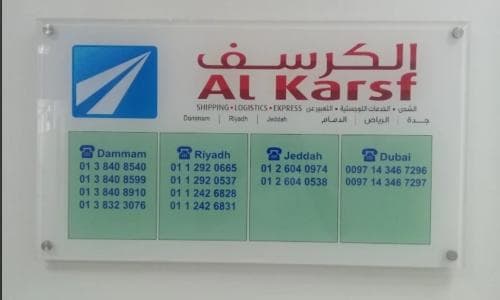 الكرسف
Al Karsf
SHIPPING • LOGISTICS • EXPRESS الشحن • الخدمات اللوجستية • التعبير عن
Dammam | Riyadh | Jeddah جدة | الرياض | الدمام
Dammam
01 3 840 8540
01 3 840 8599
01 3 840 8910
01 3 832 3076
Riyadh
01 1 292 0665
01 1 292 0537
01 1 242 6828
01 1 242 6831
Jeddah
01 2 604 0974
01 2 604 0538
Dubai
0097 14 346 7296
0097 14 346 7297